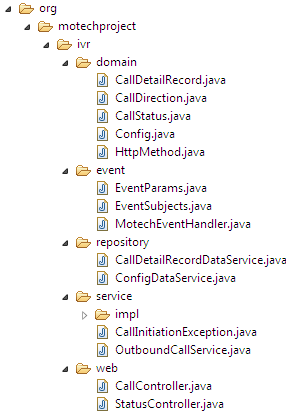 org
motechproject
ivr
domain
CallDetailRecord.java
CallDirection.java
CallStatus.java
Config.java
HttpMethod.java
event
EventParams.java
EventSubjects.java
MotechEventHandler.java
repository
CallDetailRecordDataService.java
ConfigDataService.java
service
impl
CallInitiationException.java
OutboundCallService.java
web
CallController.java
StatusController.java